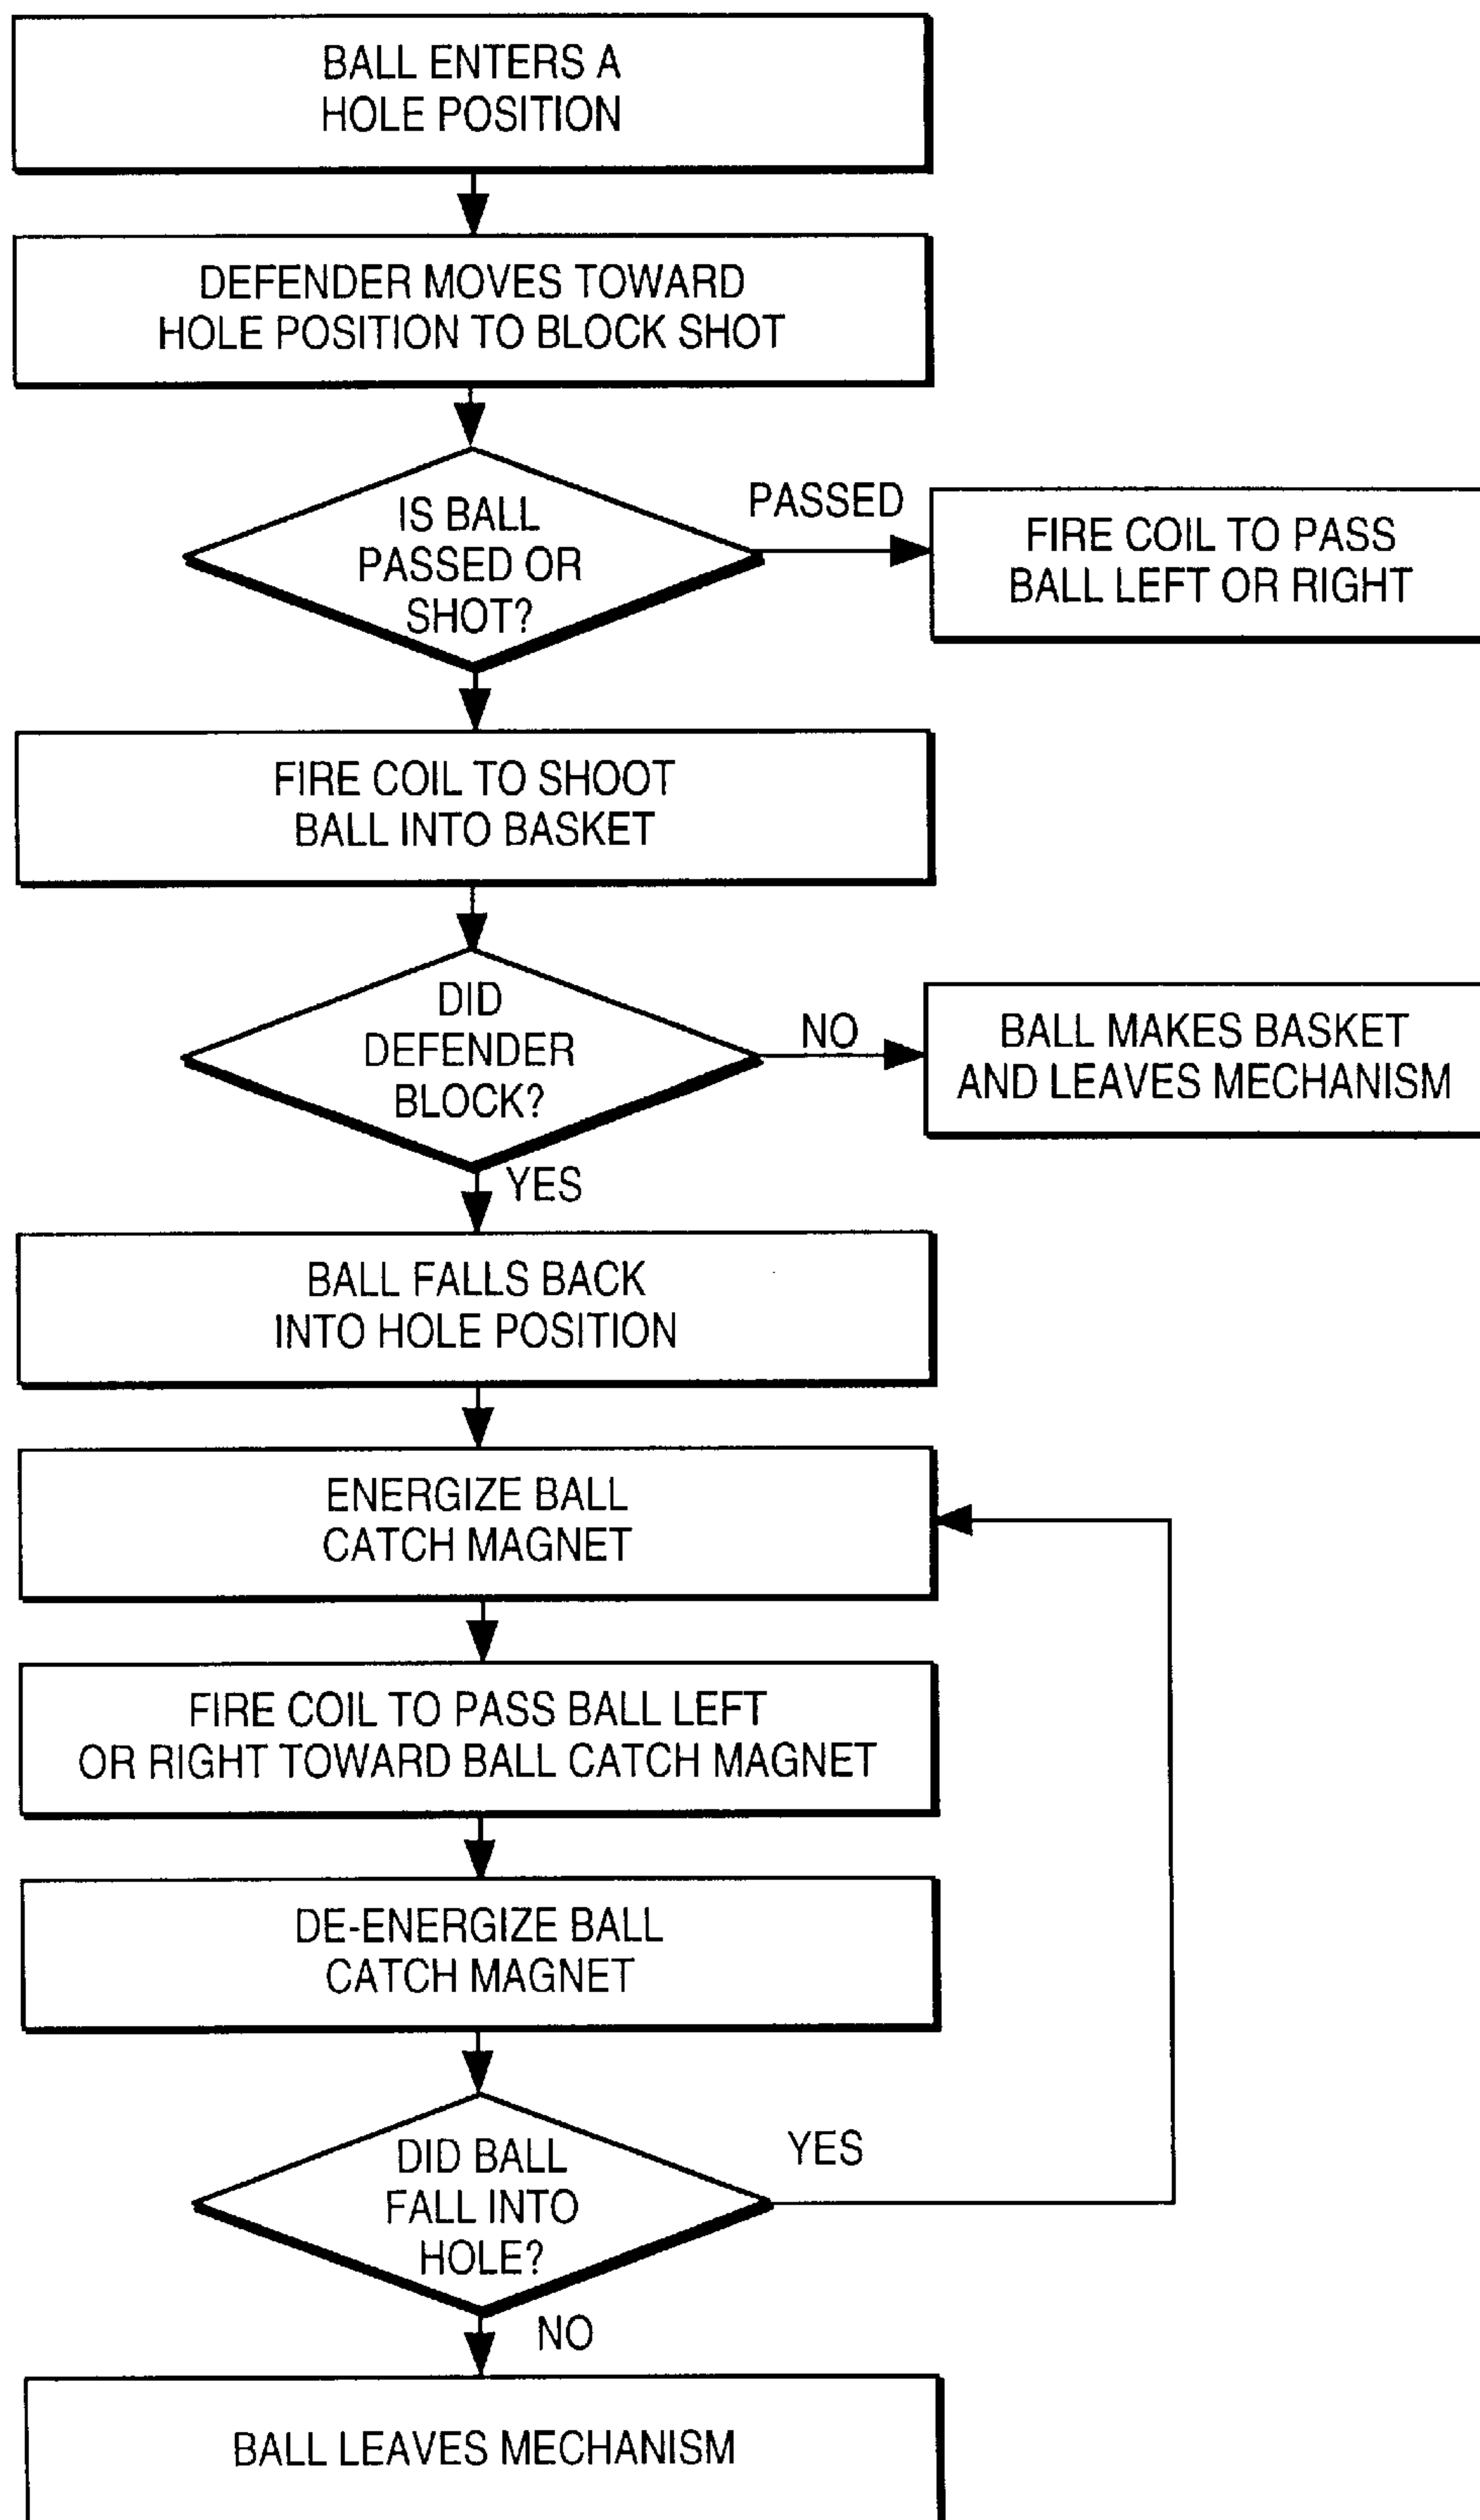 BALL ENTERS A
HOLE POSITION
DEFENDER MOVES TOWARD
HOLE POSITION TO BLOCK SHOT
IS BALL
PASSED OR
SHOT?
PASSED
FIRE COIL TO PASS
BALL LEFT OR RIGHT
FIRE COIL TO SHOOT
BALL INTO BASKET
DID
DEFENDER
BLOCK?
NO
BALL MAKES BASKET
AND LEAVES MECHANISM
YES
BALL FALLS BACK
INTO HOLE POSITION
ENERGIZE BALL
CATCH MAGNET
FIRE COIL TO PASS BALL LEFT
OR RIGHT TOWARD BALL CATCH MAGNET
DE-ENERGIZE BALL
CATCH MAGNET
DID BALL
FALL INTO
HOLE?
YES
NO
BALL LEAVES MECHANISM